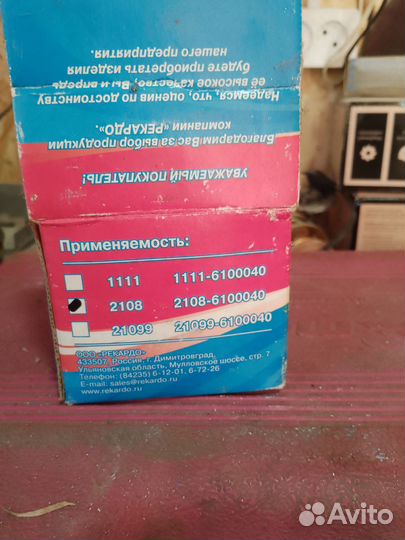 УВАЖАЕМЫЙ ПОКУПАТЕЛЬ!
Благодарим Вас за выбор продукции
компании «РЕКАРДО».
Надеемся, что, оценив по достоинству
её высокое качество, Вы и впредь
будете приобретать изделия
нашего предприятия.
Применяемость:
1111 1111-6100040
2108 2108-6100040
21099 21099-6100040
ООО «РЕКАРДО»
433507, Россия, г. Димитровград,
Ульяновская область, Мулловское шоссе, стр. 7
Телефон: (84235) 6-12-01, 6-72-26
E-mail: sales@rekardo.ru
www.rekardo.ru
Avito